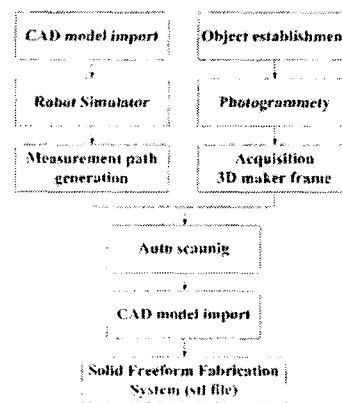 CAD model import
Object establishmen
Robot Simulator
Photogrammety
Measurement path
generation
Acquisition
3D maker frame
Auto scaunig
CAD model import
Solid Freeform Fabrication
System (stl file)